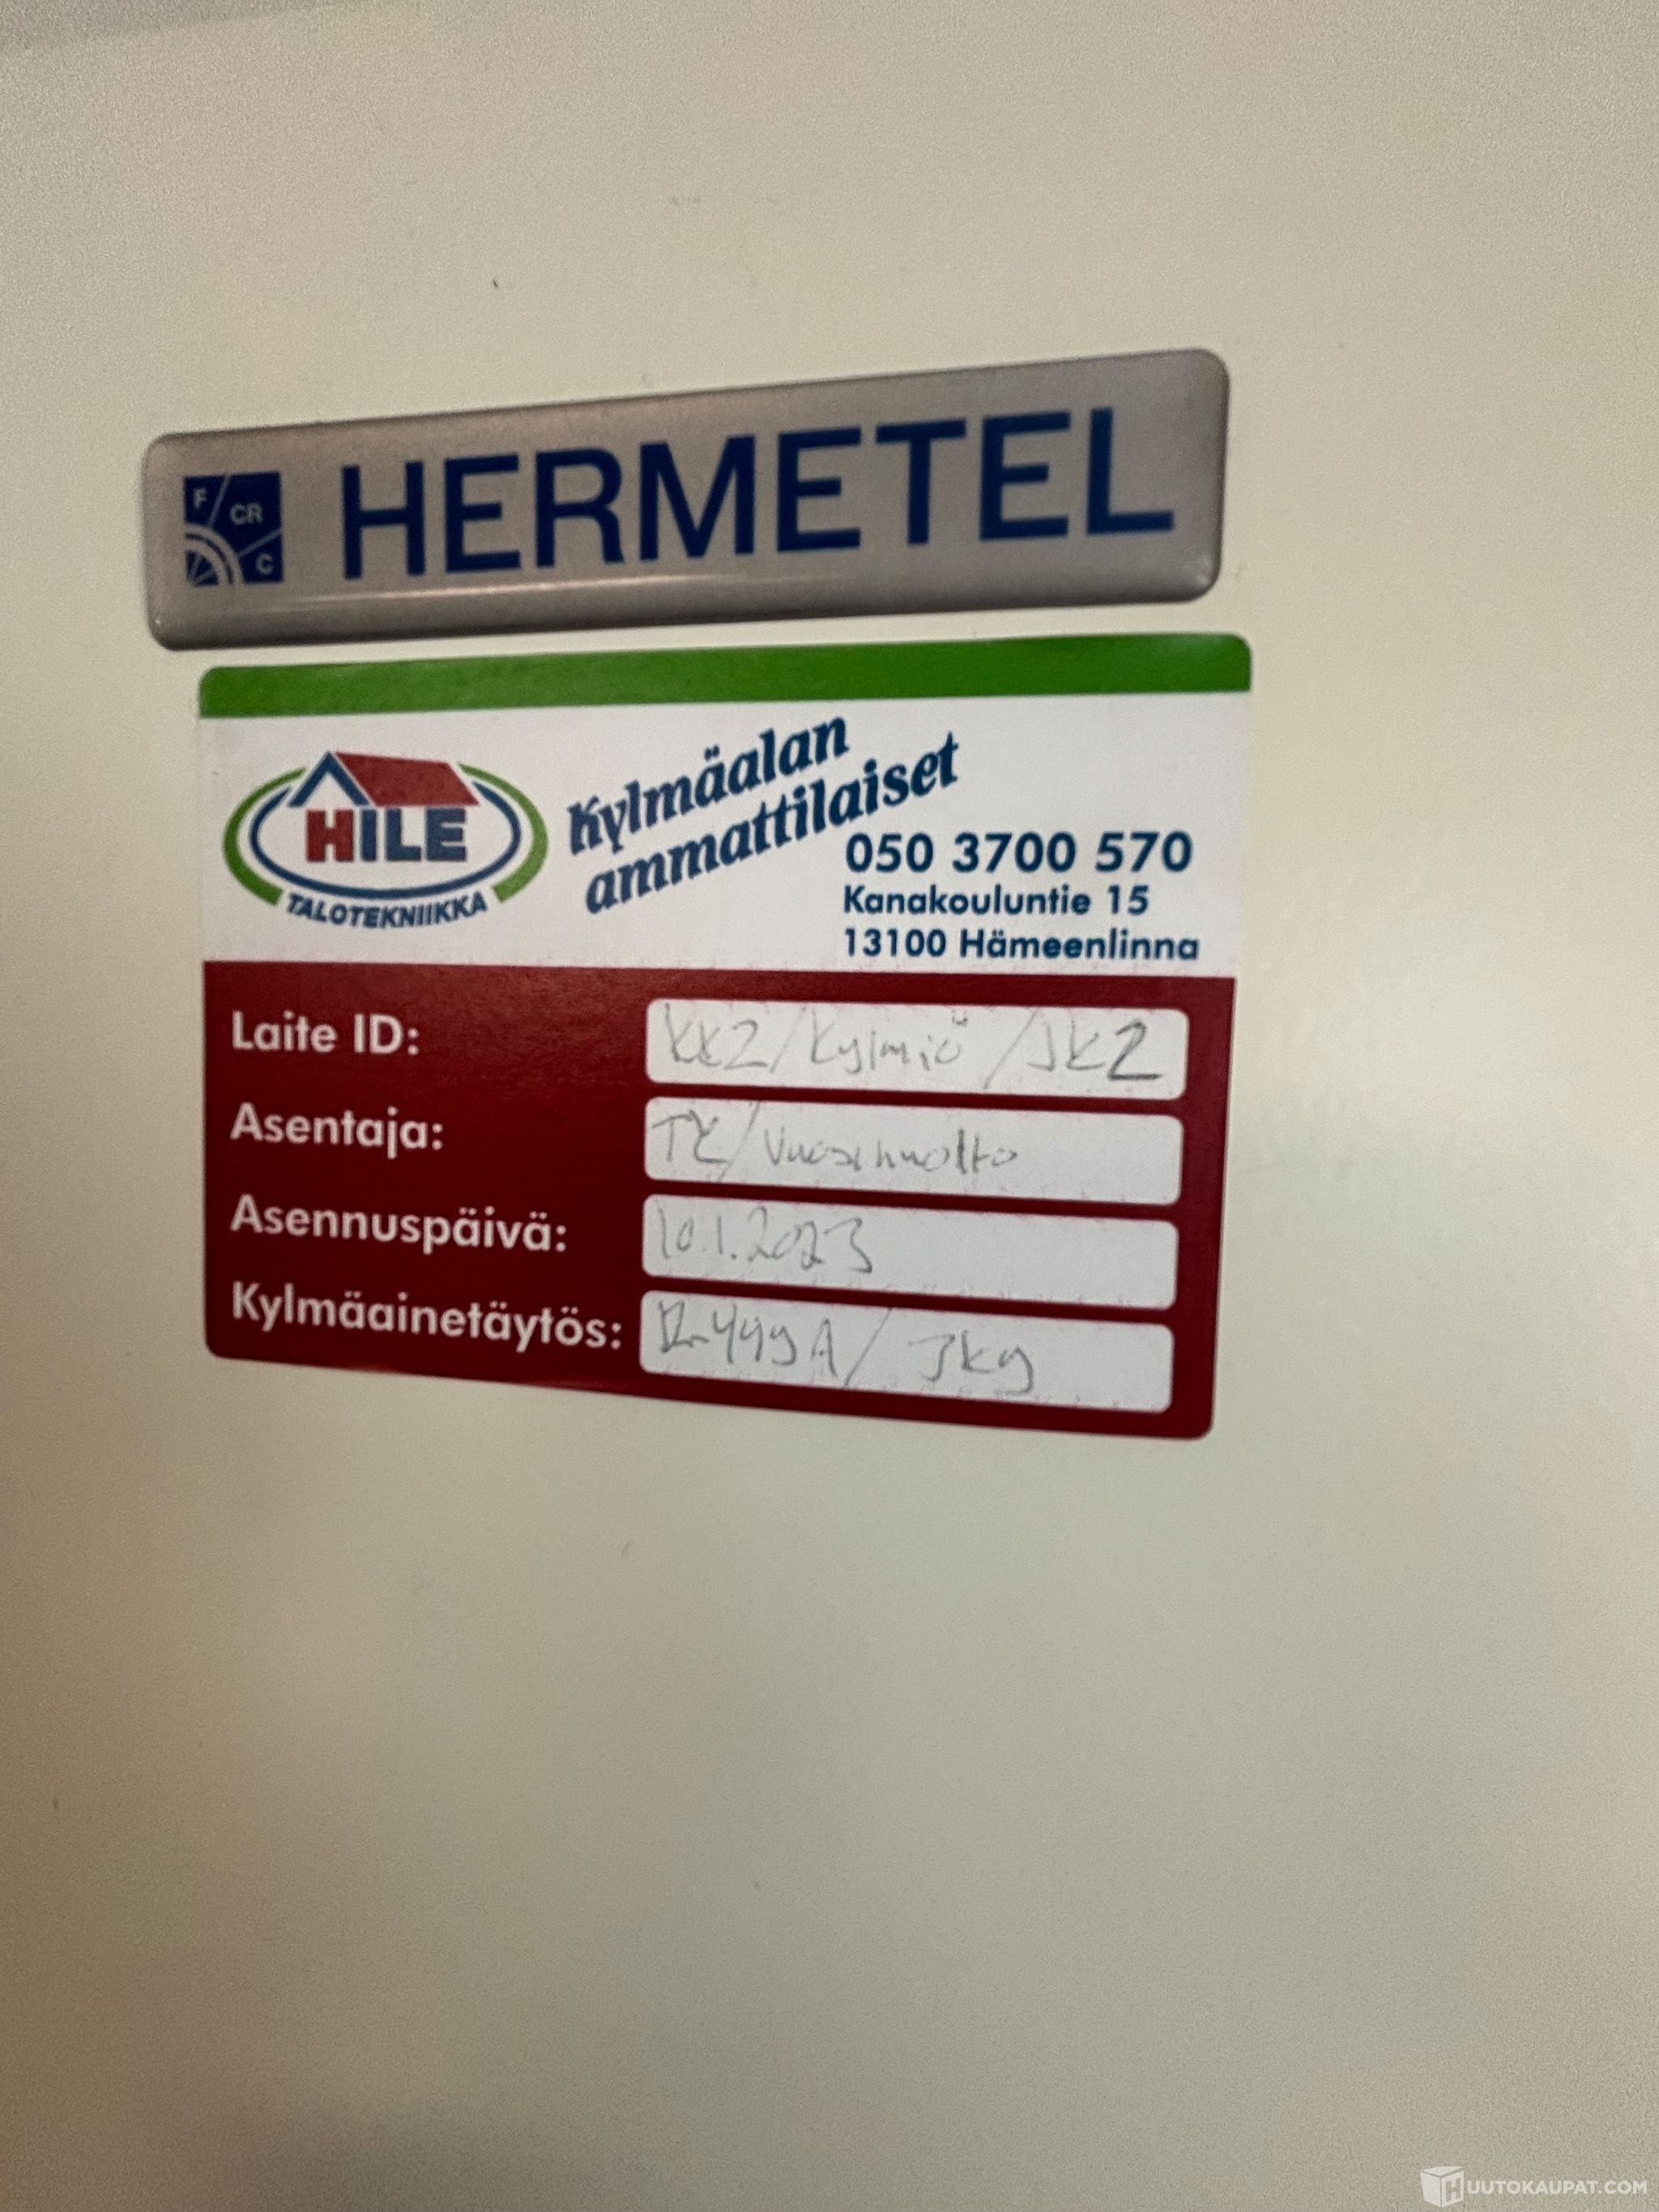 F CR C HERMETEL
HILE
TALOTEKNIIKKA
Kylmäalan
ammattilaiset
050 3700 570
Kanakouluntie 15
13100 Hämeenlinna
Laite ID: KK2/Kylmiö/JK2
Asentaja: TK/Vuosihuolto
Asennuspäivä: 10.1.2023
Kylmäainetäytös: R-449A/ 3kg
HUUTOKAUPAT.COM